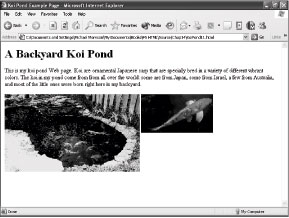 Koi Pond Example Page - Microsoft Internet Explorer
File Edit View Favorites Tools Help
Back Search Favorites Media
Address Go Links
A Backyard Koi Pond
This is my koi pond Web page. Koi are ornamental Japanese carp that are specially bred in a variety of different vibrant
colors. The koi in my pond come from all over the world: some are from Japan, some from Israel, a few from Australia,
and most of the little ones were born right here in my backyard.
Done My Computer